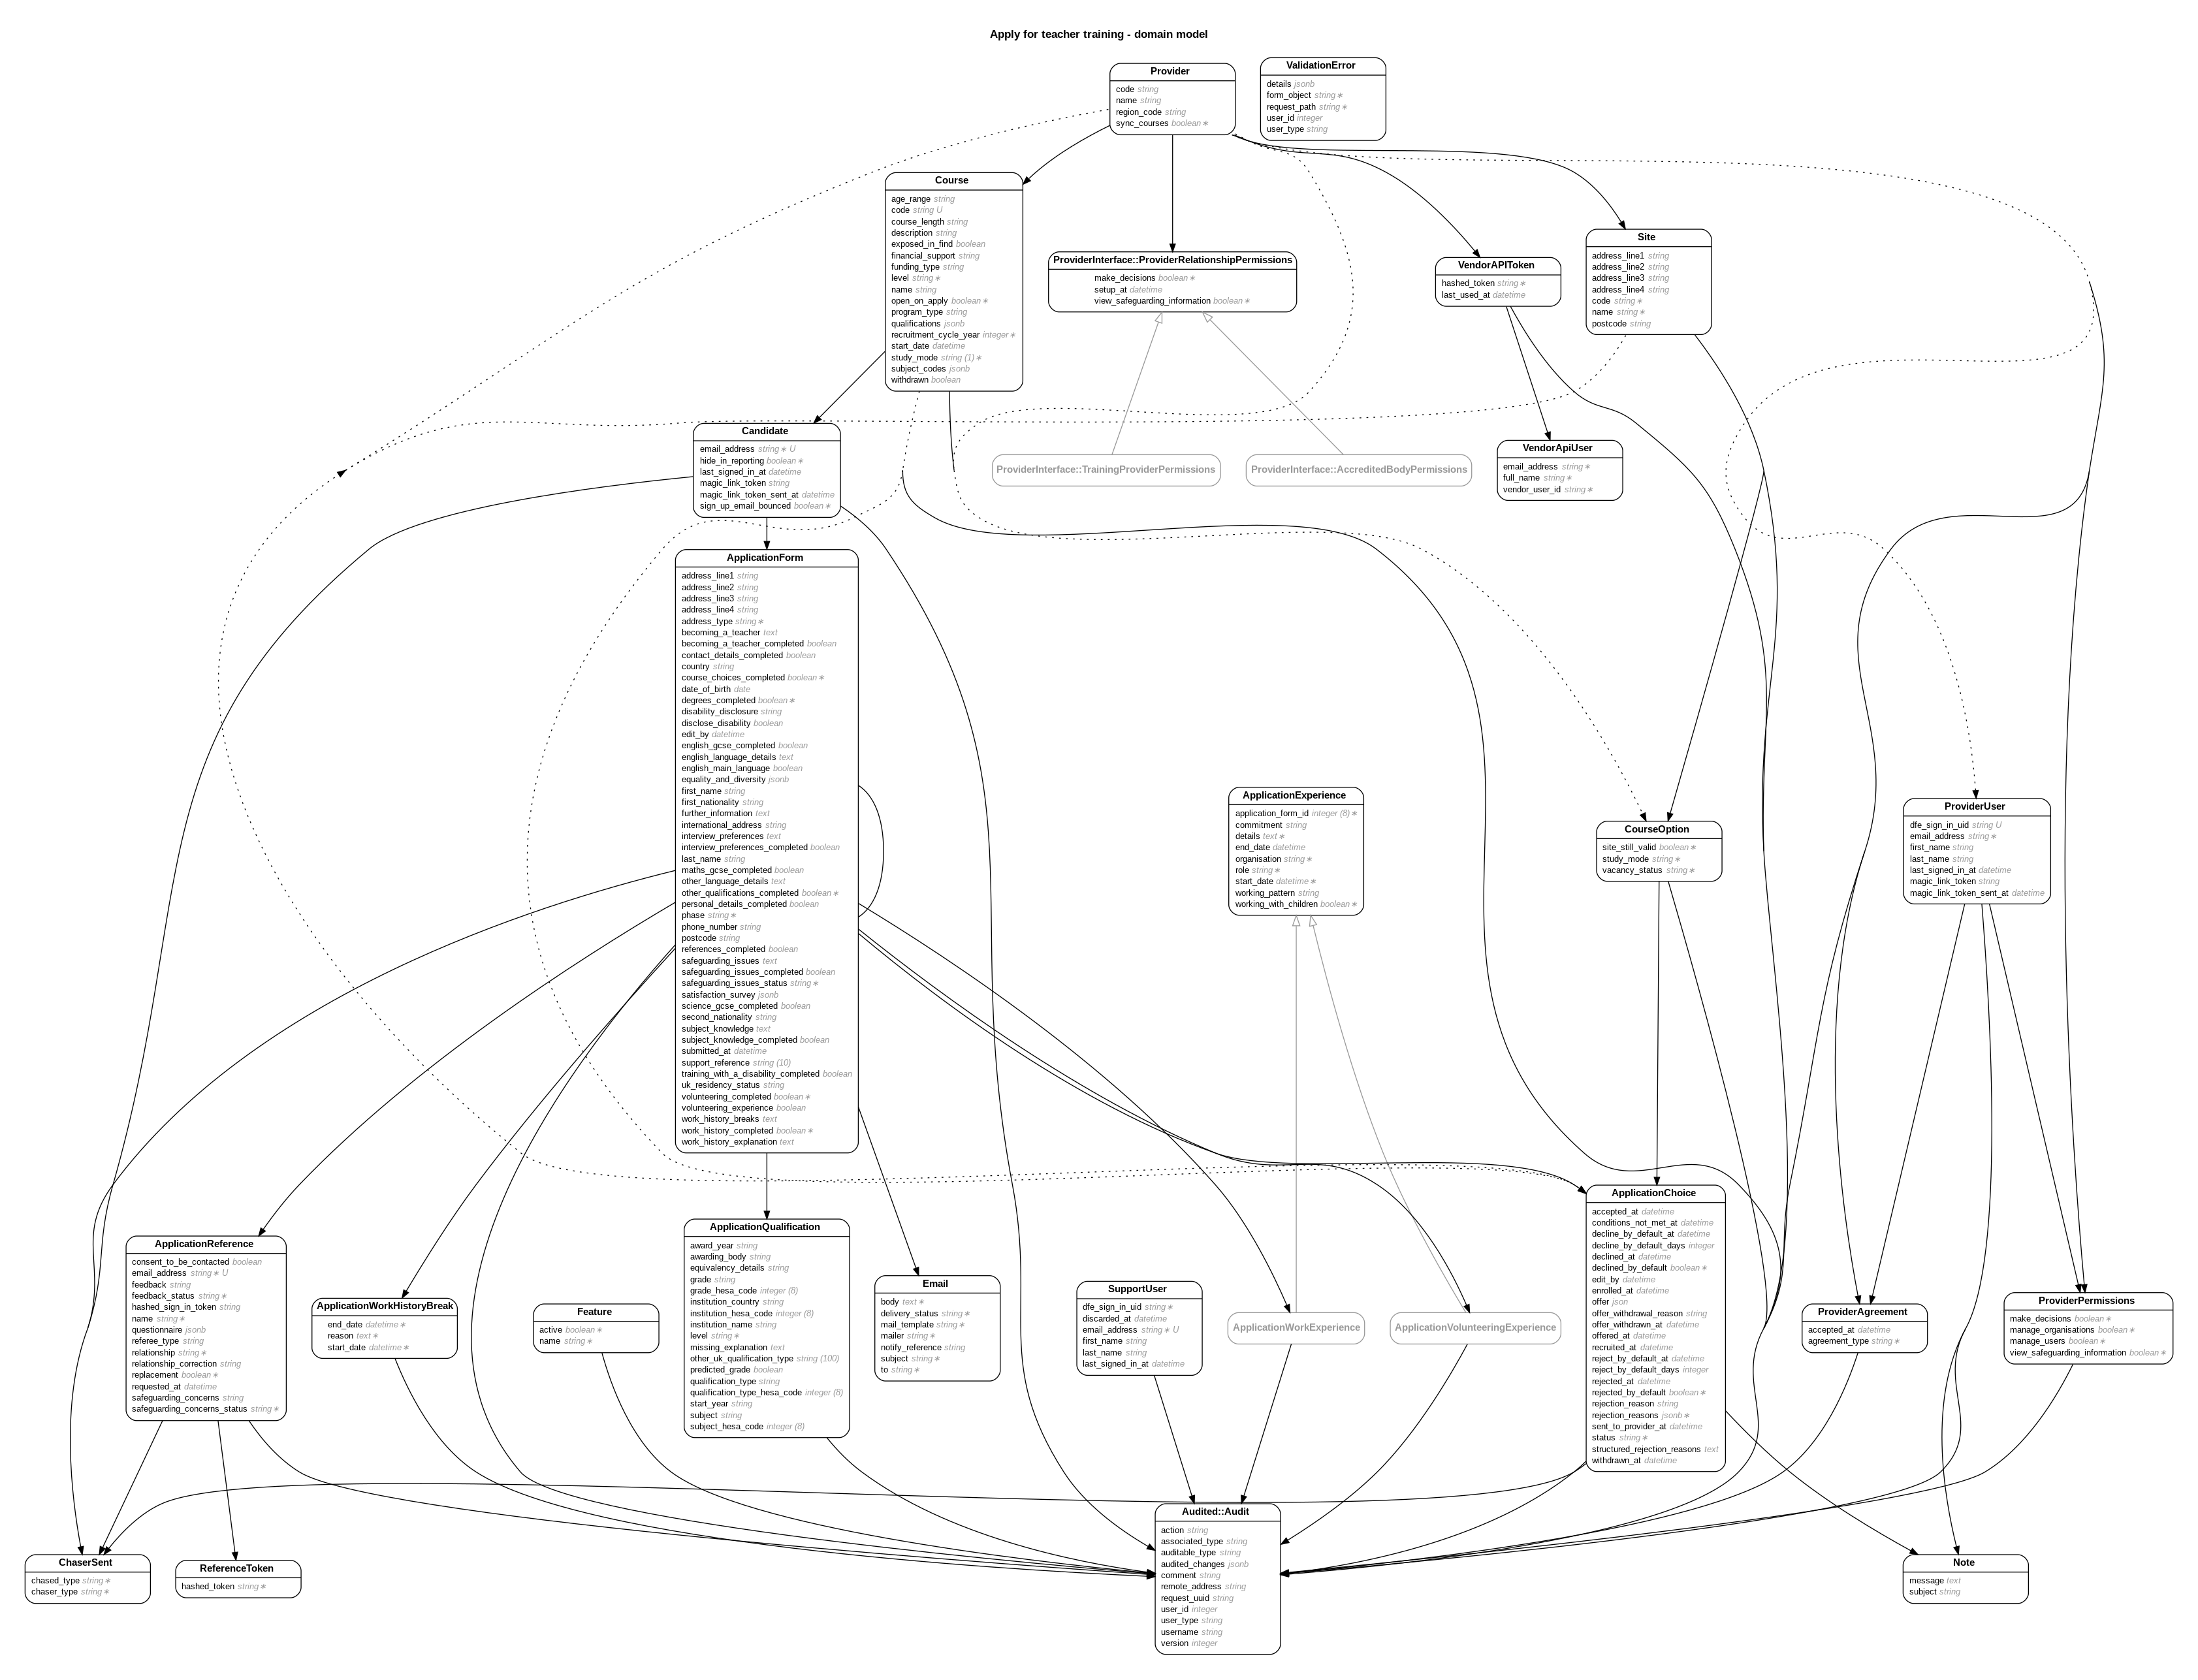 Apply for teacher training - domain model
Provider
code string
name string
region_code string
sync_courses boolean ∗
ValidationError
details jsonb
form_object string ∗
request_path string ∗
user_id integer
user_type string
Course
age_range string
code string U
course_length string
description string
exposed_in_find boolean
financial_support string
funding_type string
level string ∗
name string
open_on_apply boolean ∗
program_type string
qualifications jsonb
recruitment_cycle_year integer ∗
start_date datetime
study_mode string (1) ∗
subject_codes jsonb
withdrawn boolean
ProviderInterface::ProviderRelationshipPermissions
make_decisions boolean ∗
setup_at datetime
view_safeguarding_information boolean ∗
VendorAPIToken
hashed_token string ∗
last_used_at datetime
Site
address_line1 string
address_line2 string
address_line3 string
address_line4 string
code string ∗
name string ∗
postcode string
Candidate
email_address string ∗ U
hide_in_reporting boolean ∗
last_signed_in_at datetime
magic_link_token string
magic_link_token_sent_at datetime
sign_up_email_bounced boolean ∗
ProviderInterface::TrainingProviderPermissions
ProviderInterface::AccreditedBodyPermissions
VendorApiUser
email_address string ∗
full_name string ∗
vendor_user_id string ∗
ApplicationForm
address_line1 string
address_line2 string
address_line3 string
address_line4 string
address_type string ∗
becoming_a_teacher text
becoming_a_teacher_completed boolean
contact_details_completed boolean
country string
course_choices_completed boolean ∗
date_of_birth date
degrees_completed boolean ∗
disability_disclosure string
disclose_disability boolean
edit_by datetime
english_gcse_completed boolean
english_language_details text
english_main_language boolean
equality_and_diversity jsonb
first_name string
first_nationality string
further_information text
international_address string
interview_preferences text
interview_preferences_completed boolean
last_name string
maths_gcse_completed boolean
other_language_details text
other_qualifications_completed boolean ∗
personal_details_completed boolean
phase string ∗
phone_number string
postcode string
references_completed boolean
safeguarding_issues text
safeguarding_issues_completed boolean
safeguarding_issues_status string ∗
satisfaction_survey jsonb
science_gcse_completed boolean
second_nationality string
subject_knowledge text
subject_knowledge_completed boolean
submitted_at datetime
support_reference string (10)
training_with_a_disability_completed boolean
uk_residency_status string
volunteering_completed boolean ∗
volunteering_experience boolean
work_history_breaks text
work_history_completed boolean ∗
work_history_explanation text
ApplicationExperience
application_form_id integer (8) ∗
commitment string
details text ∗
end_date datetime
organisation string ∗
role string ∗
start_date datetime ∗
working_pattern string
working_with_children boolean ∗
CourseOption
site_still_valid boolean ∗
study_mode string ∗
vacancy_status string ∗
ProviderUser
dfe_sign_in_uid string U
email_address string ∗
first_name string
last_name string
last_signed_in_at datetime
magic_link_token string
magic_link_token_sent_at datetime
ApplicationReference
consent_to_be_contacted boolean
email_address string ∗ U
feedback string
feedback_status string ∗
hashed_sign_in_token string
name string ∗
questionnaire jsonb
referee_type string
relationship string ∗
relationship_correction string
replacement boolean ∗
requested_at datetime
safeguarding_concerns string
safeguarding_concerns_status string ∗
ApplicationWorkHistoryBreak
end_date datetime ∗
reason text ∗
start_date datetime ∗
Feature
active boolean ∗
name string ∗
ApplicationQualification
award_year string
awarding_body string
equivalency_details string
grade string
grade_hesa_code integer (8)
institution_country string
institution_hesa_code integer (8)
institution_name string
level string ∗
missing_explanation text
other_uk_qualification_type string (100)
predicted_grade boolean
qualification_type string
qualification_type_hesa_code integer (8)
start_year string
subject string
subject_hesa_code integer (8)
Email
body text ∗
delivery_status string ∗
mail_template string ∗
mailer string ∗
notify_reference string
subject string ∗
to string ∗
SupportUser
dfe_sign_in_uid string ∗
discarded_at datetime
email_address string ∗ U
first_name string
last_name string
last_signed_in_at datetime
ApplicationWorkExperience
ApplicationVolunteeringExperience
ApplicationChoice
accepted_at datetime
conditions_not_met_at datetime
decline_by_default_at datetime
decline_by_default_days integer
declined_at datetime
declined_by_default boolean ∗
edit_by datetime
enrolled_at datetime
offer json
offer_withdrawal_reason string
offer_withdrawn_at datetime
offered_at datetime
recruited_at datetime
reject_by_default_at datetime
reject_by_default_days integer
rejected_at datetime
rejected_by_default boolean ∗
rejection_reason string
rejection_reasons jsonb ∗
sent_to_provider_at datetime
status string ∗
structured_rejection_reasons text
withdrawn_at datetime
ProviderAgreement
accepted_at datetime
agreement_type string ∗
ProviderPermissions
make_decisions boolean ∗
manage_organisations boolean ∗
manage_users boolean ∗
view_safeguarding_information boolean ∗
ChaserSent
chased_type string ∗
chaser_type string ∗
ReferenceToken
hashed_token string ∗
Audited::Audit
action string
associated_type string
auditable_type string
audited_changes jsonb
comment string
remote_address string
request_uuid string
user_id integer
user_type string
username string
version integer
Note
message text
subject string